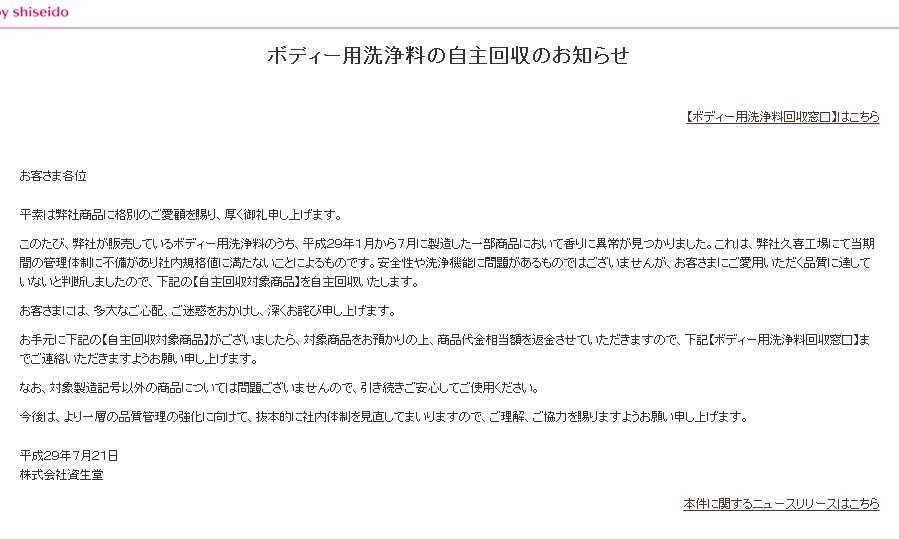 by shiseido
ボディー用洗浄料の自主回収のお知らせ
【ボディー用洗浄料回収窓口】はこちら
お客さま各位
平素は弊社商品に格別のご愛顧を賜り、厚く御礼申し上げます。
このたび、弊社が販売しているボディー用洗浄料のうち、平成29年1月から7月に製造した一部商品において香りに異常が見つかりました。これは、弊社久喜工場にて当期
間の管理体制に不備があり社内規格値に満たないことによるものです。安全性や洗浄機能に問題があるものではございませんが、お客さまにご愛用いただく品質に達して
いないと判断しましたので、下記の【自主回収対象商品】を自主回収いたします。
お客さまには、多大なご心配、ご迷惑をおかけし、深くお詫び申し上げます。
お手元に下記の【自主回収対象商品】がございましたら、対象商品をお預かりの上、商品代金相当額を返金させていただきますので、下記【ボディー用洗浄料回収窓口】ま
でご連絡いただきますようお願い申し上げます。
なお、対象製造記号以外の商品については問題ございませんので、引き続きご安心してご使用ください。
今後は、より一層の品質管理の強化に向けて、抜本的に社内体制を見直してまいりますので、ご理解、ご協力を賜りますようお願い申し上げます。
平成29年7月21日
株式会社資生堂
本件に関するニュースリリースはこちら